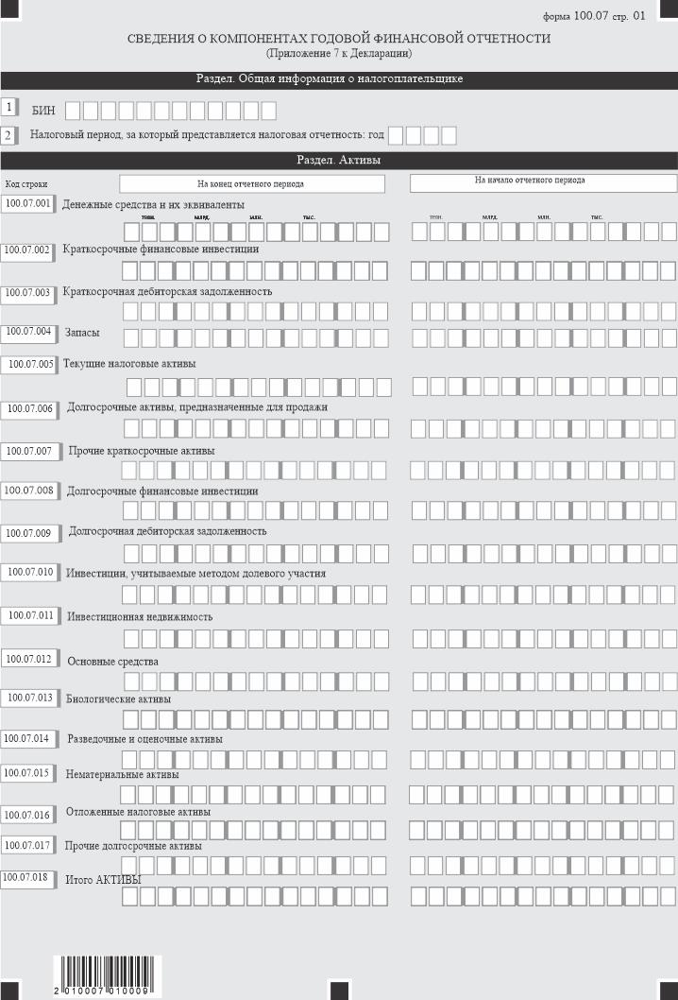 форма 100.07 стр. 01
СВЕДЕНИЯ О КОМПОНЕНТАХ ГОДОВОЙ ФИНАНСОВОЙ ОТЧЕТНОСТИ
(Приложение 7 к Декларации)
Раздел. Общая информация о налогоплательщике
1 БИН
2 Налоговый период, за который представляется налоговая отчетность: год
Раздел. Активы
Код строки На конец отчетного периода На начало отчетного периода
100.07.001 Денежные средства и их эквиваленты
трлн. млрд. млн. тыс. трлн. млрд. млн. тыс.
100.07.002 Краткосрочные финансовые инвестиции
100.07.003 Краткосрочная дебиторская задолженность
100.07.004 Запасы
100.07.005 Текущие налоговые активы
100.07.006 Долгосрочные активы, предназначенные для продажи
100.07.007 Прочие краткосрочные активы
100.07.008 Долгосрочные финансовые инвестиции
100.07.009 Долгосрочная дебиторская задолженность
100.07.010 Инвестиции, учитываемые методом долевого участия
100.07.011 Инвестиционная недвижимость
100.07.012 Основные средства
100.07.013 Биологические активы
100.07.014 Разведочные и оценочные активы
100.07.015 Нематериальные активы
100.07.016 Отложенные налоговые активы
100.07.017 Прочие долгосрочные активы
100.07.018 Итого АКТИВЫ
2 010007 010009